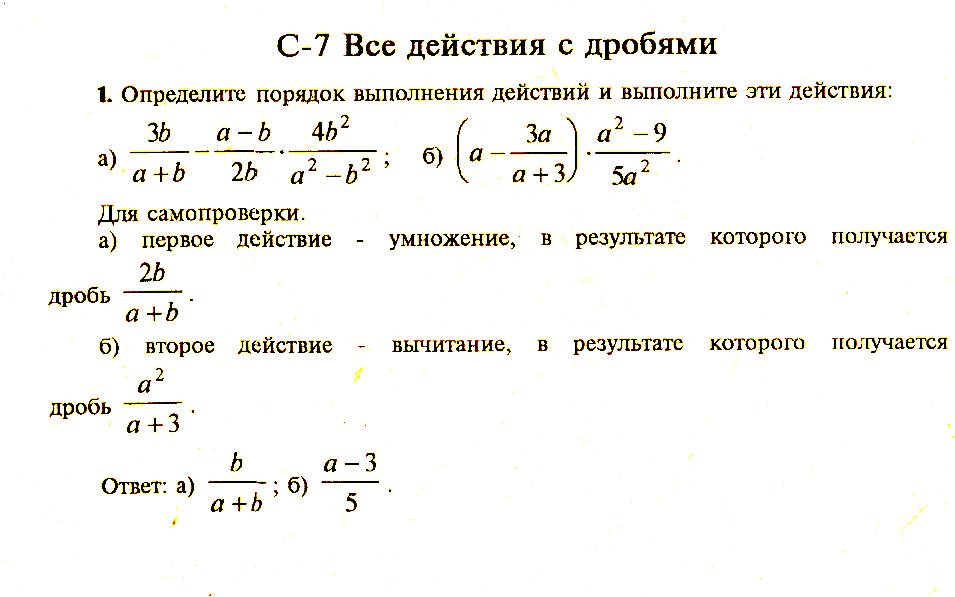 С-7 Все действия с дробями
1. Определите порядок выполнения действий и выполните эти действия:
а) \frac{3b}{a+b} - \frac{a-b}{2b} \cdot \frac{4b^2}{a^2-b^2}; б) \left(a - \frac{3a}{a+3}\right) \cdot \frac{a^2-9}{5a^2}.
Для самопроверки.
а) первое действие - умножение, в результате которого получается
дробь \frac{2b}{a+b}.
б) второе действие - вычитание, в результате которого получается
дробь \frac{a^2}{a+3}.
Ответ: а) \frac{b}{a+b}; б) \frac{a-3}{5}.